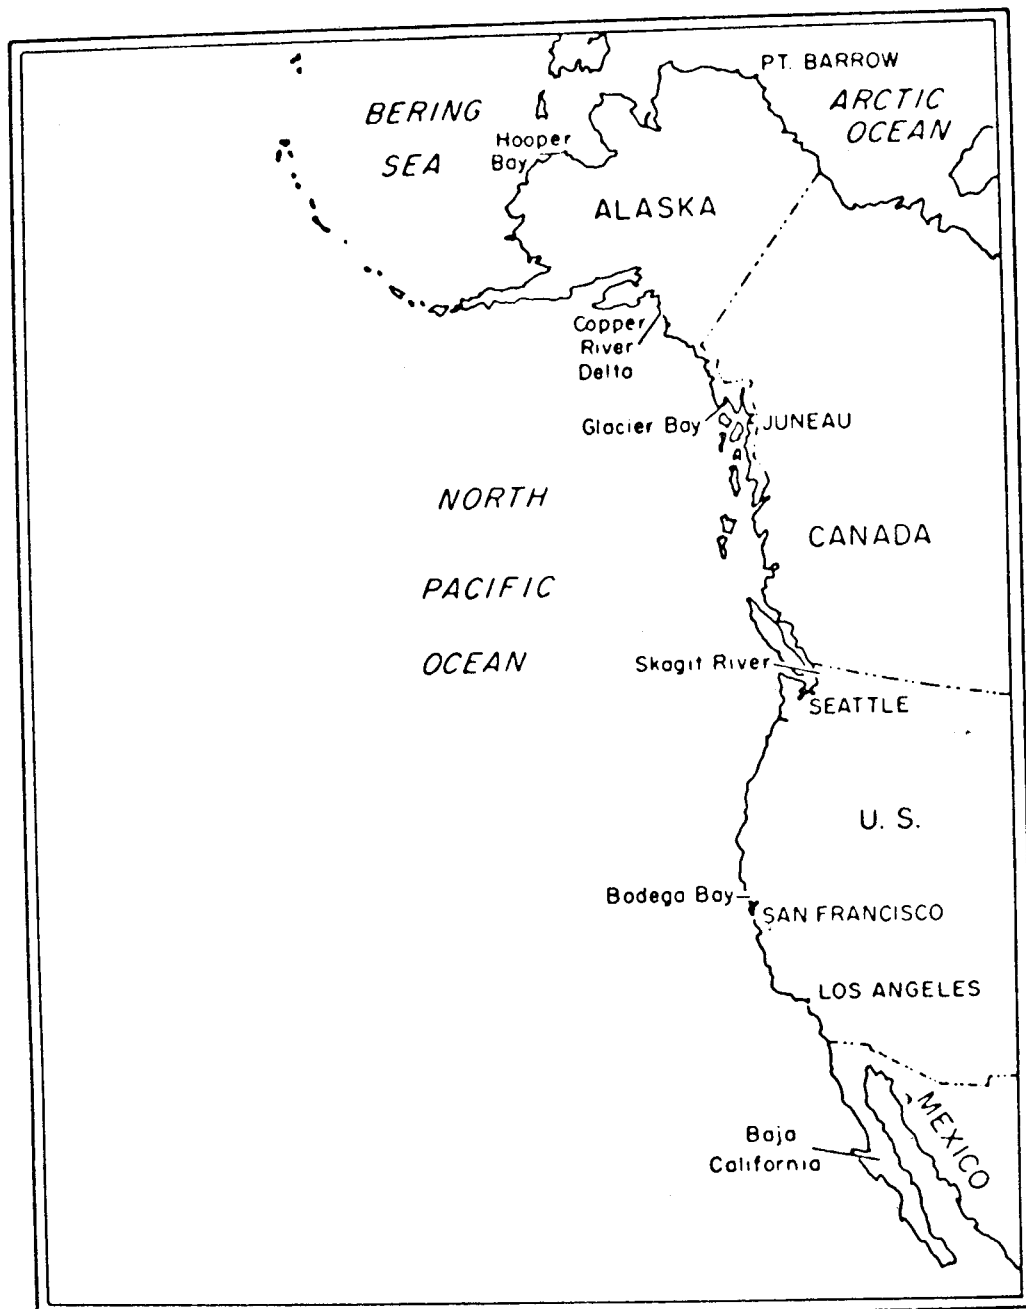 PT. BARROW
BERING
SEA
ARCTIC
OCEAN
Hooper
Bay
ALASKA
Copper
River
Delta
Glacier Bay
JUNEAU
NORTH
PACIFIC
OCEAN
CANADA
Skagit River
SEATTLE
U. S.
Bodega Bay
SAN FRANCISCO
LOS ANGELES
MEXICO
Baja
California